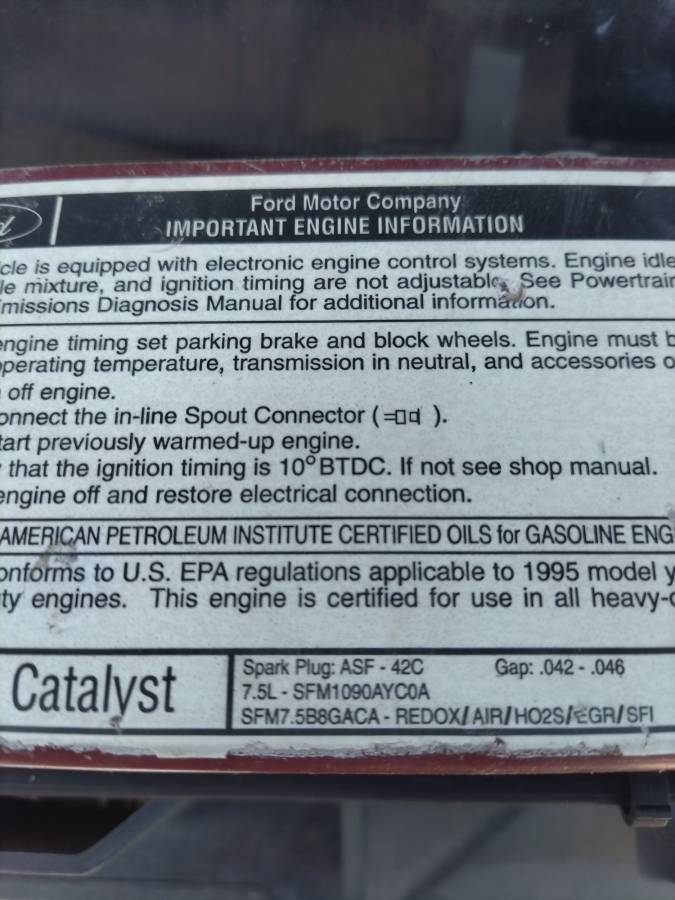 Ford Motor Company
IMPORTANT ENGINE INFORMATION
cle is equipped with electronic engine control systems. Engine idle
le mixture, and ignition timing are not adjustable. See Powertrain
missions Diagnosis Manual for additional information.
engine timing set parking brake and block wheels. Engine must b
perating temperature, transmission in neutral, and accessories o
off engine.
onnect the in-line Spout Connector ( ).
tart previously warmed-up engine.
that the ignition timing is 10° BTDC. If not see shop manual.
engine off and restore electrical connection.
AMERICAN PETROLEUM INSTITUTE CERTIFIED OILS for GASOLINE ENG
onforms to U.S. EPA regulations applicable to 1995 model y
ty engines. This engine is certified for use in all heavy-d
Catalyst
Spark Plug: ASF - 42C Gap: .042 - .046
7.5L - SFM1090AYC0A
SFM7.5B8GACA - REDOX/AIR/HO2S/EGR/SFI